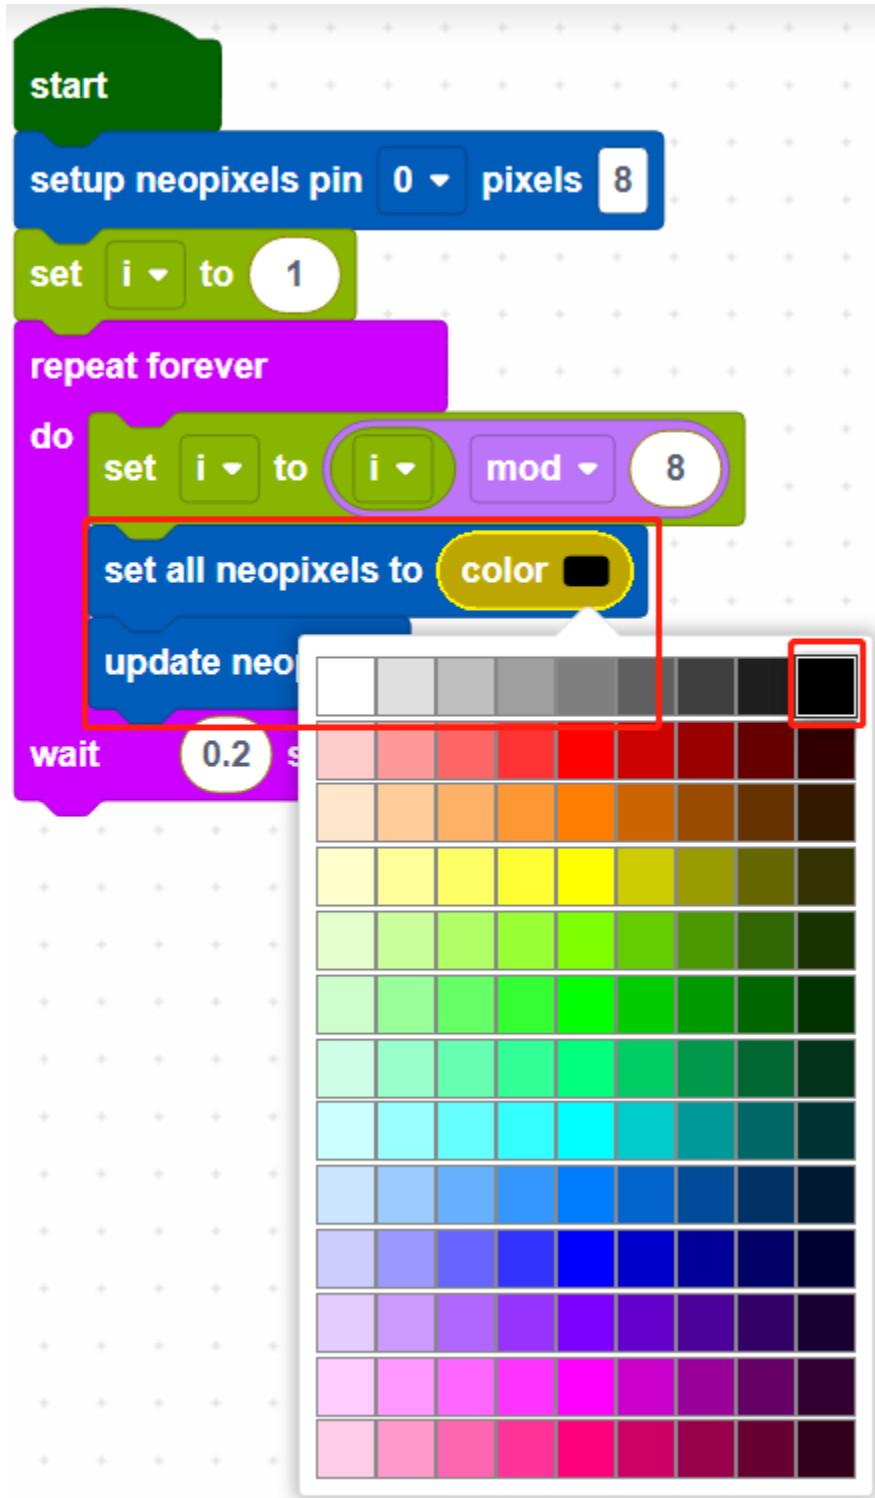 start
setup neopixels pin 0 pixels 8
set i to 1
repeat forever
do
set i to i mod 8
set all neopixels to color
update
wait 0.2